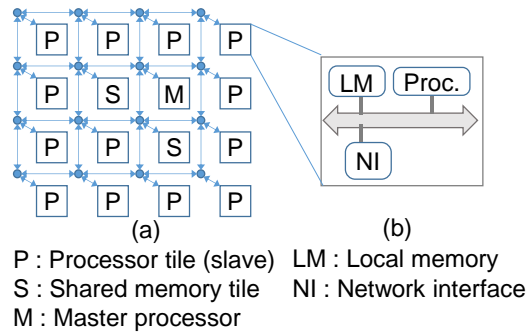 P P P P
P S M P
P P S P
P P P P
(a)
LM Proc.
NI
(b)
P : Processor tile (slave)
S : Shared memory tile
M : Master processor
LM : Local memory
NI : Network interface